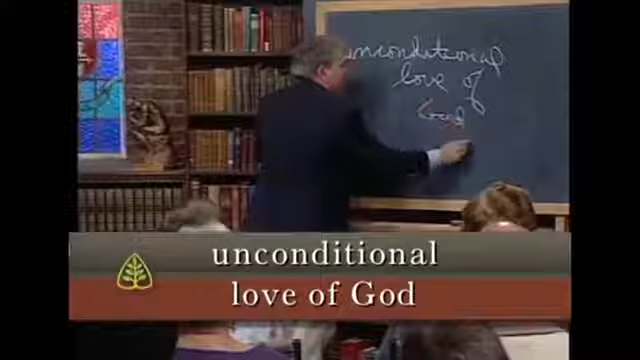 unconditional
love of
God
unconditional
love of God